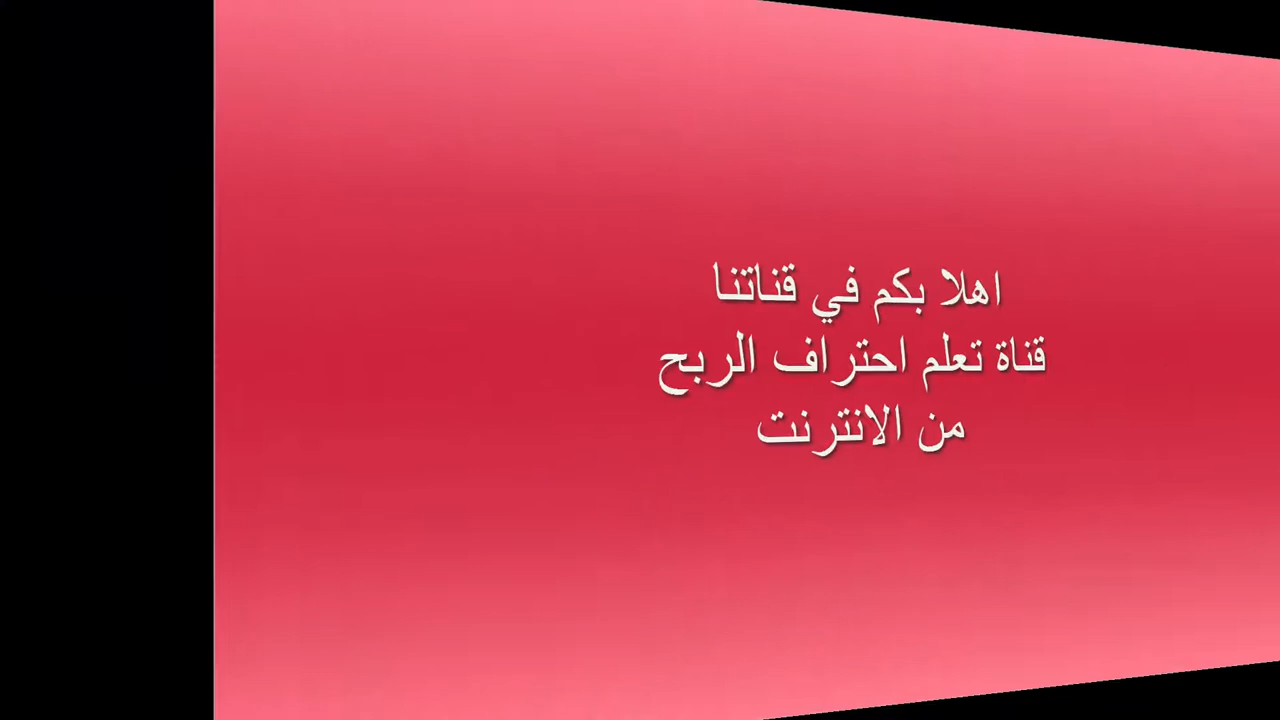 اهلا بكم في قناتنا
قناة تعلم احتراف الربح
من الانترنت